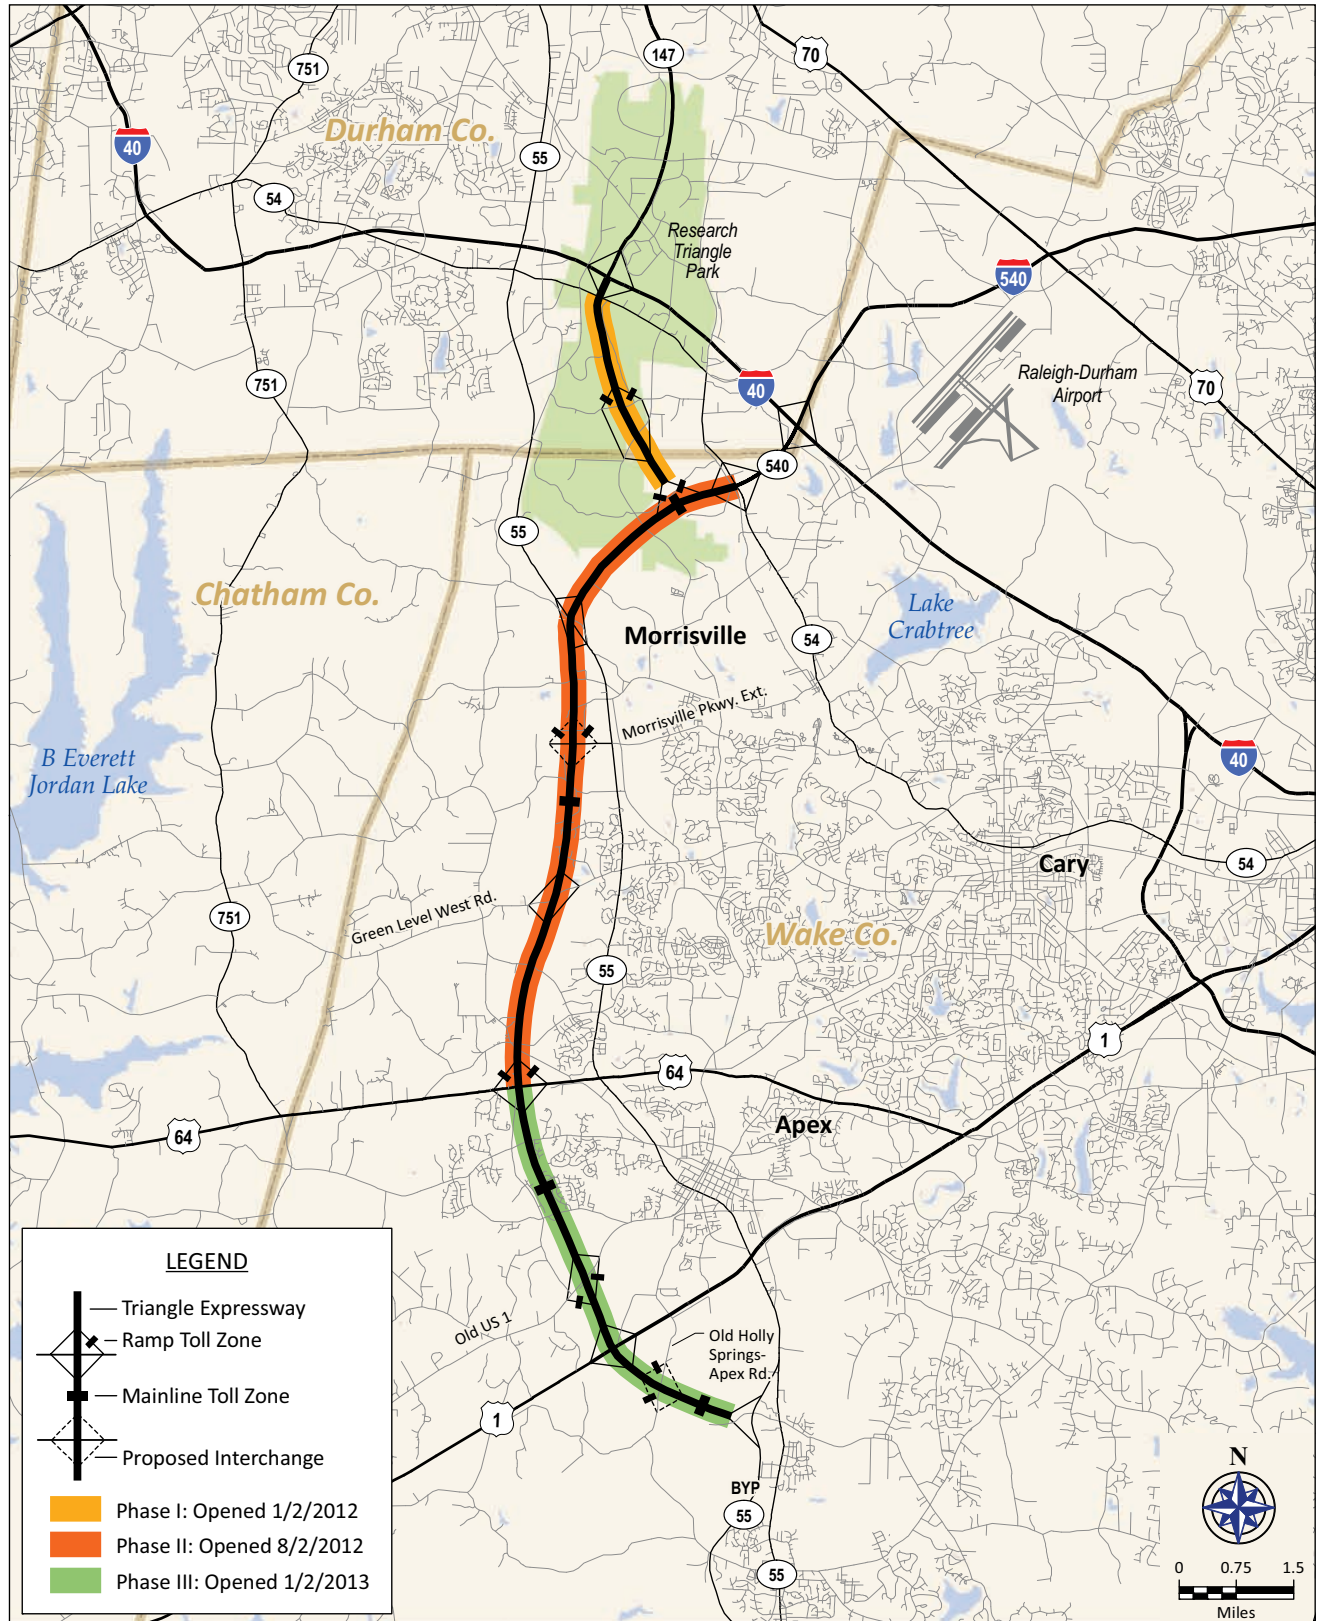 147
70
751
Durham Co.
40
55
54
Research
Triangle
Park
540
Raleigh-Durham
Airport
40
70
751
540
55
Chatham Co.
Lake
Crabtree
Morrisville
54
Morrisville Pkwy. Ext.
B Everett
Jordan Lake
40
Cary
54
Green Level West Rd.
751
Wake Co.
55
1
64
64
Apex
Old US 1
Old Holly
Springs-
Apex Rd.
1
BYP
55
55
LEGEND
Triangle Expressway
Ramp Toll Zone
Mainline Toll Zone
Proposed Interchange
Phase I: Opened 1/2/2012
Phase II: Opened 8/2/2012
Phase III: Opened 1/2/2013
N
0 0.75 1.5
Miles